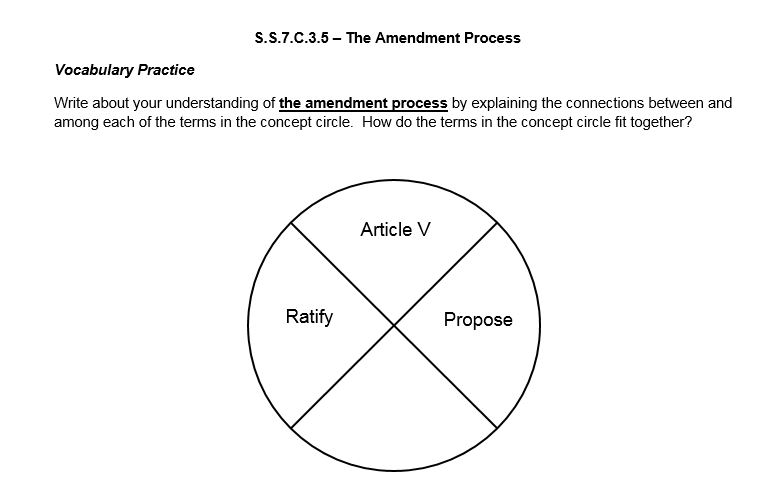 S.S.7.C.3.5 – The Amendment Process
Vocabulary Practice
Write about your understanding of the amendment process by explaining the connections between and
among each of the terms in the concept circle.  How do the terms in the concept circle fit together?
Article V
Ratify
Propose